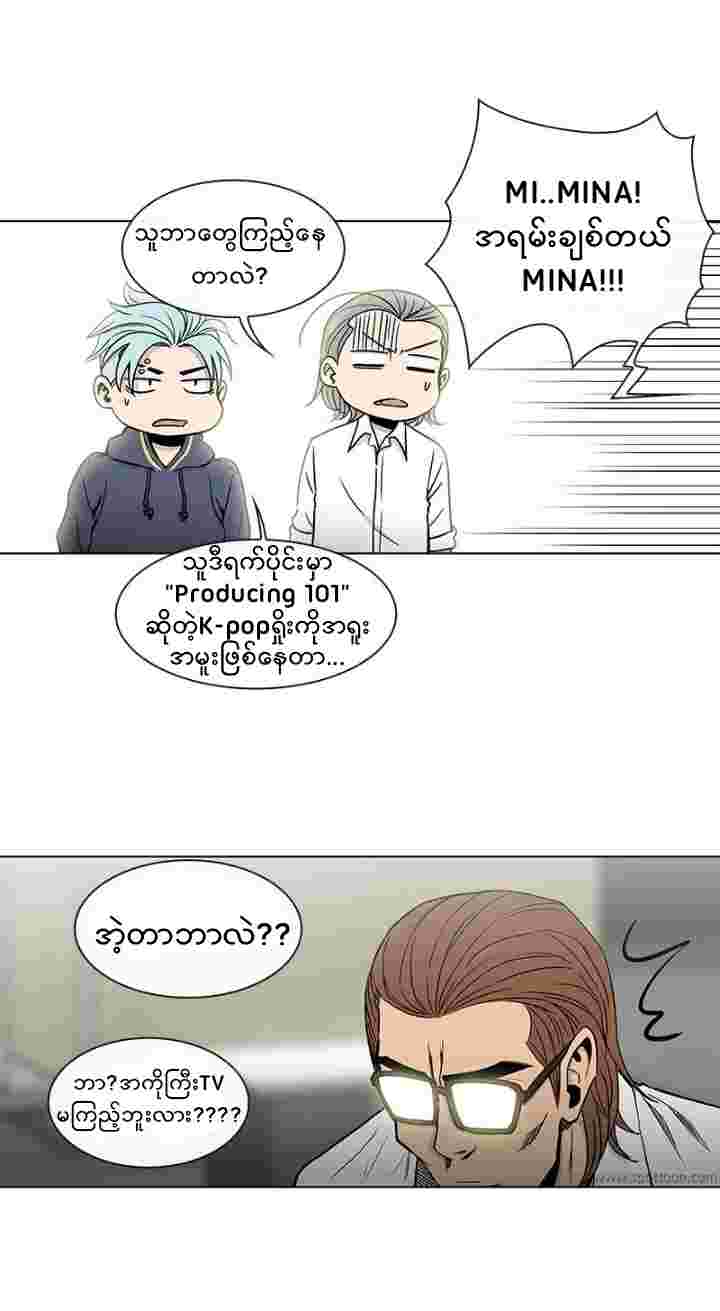 MI..MINA!
အရမ်းချစ်တယ်
MINA!!!
သူဘာတွေကြည့်နေ
တာလဲ?
သူဒီရက်ပိုင်းမှာ
"Producing 101"
ဆိုတဲ့K-popရှိုးကိုအရူး
အမူးဖြစ်နေတာ...
အဲ့တာဘာလဲ??
ဘာ?အကိုကြီးTV
မကြည့်ဘူးလား????